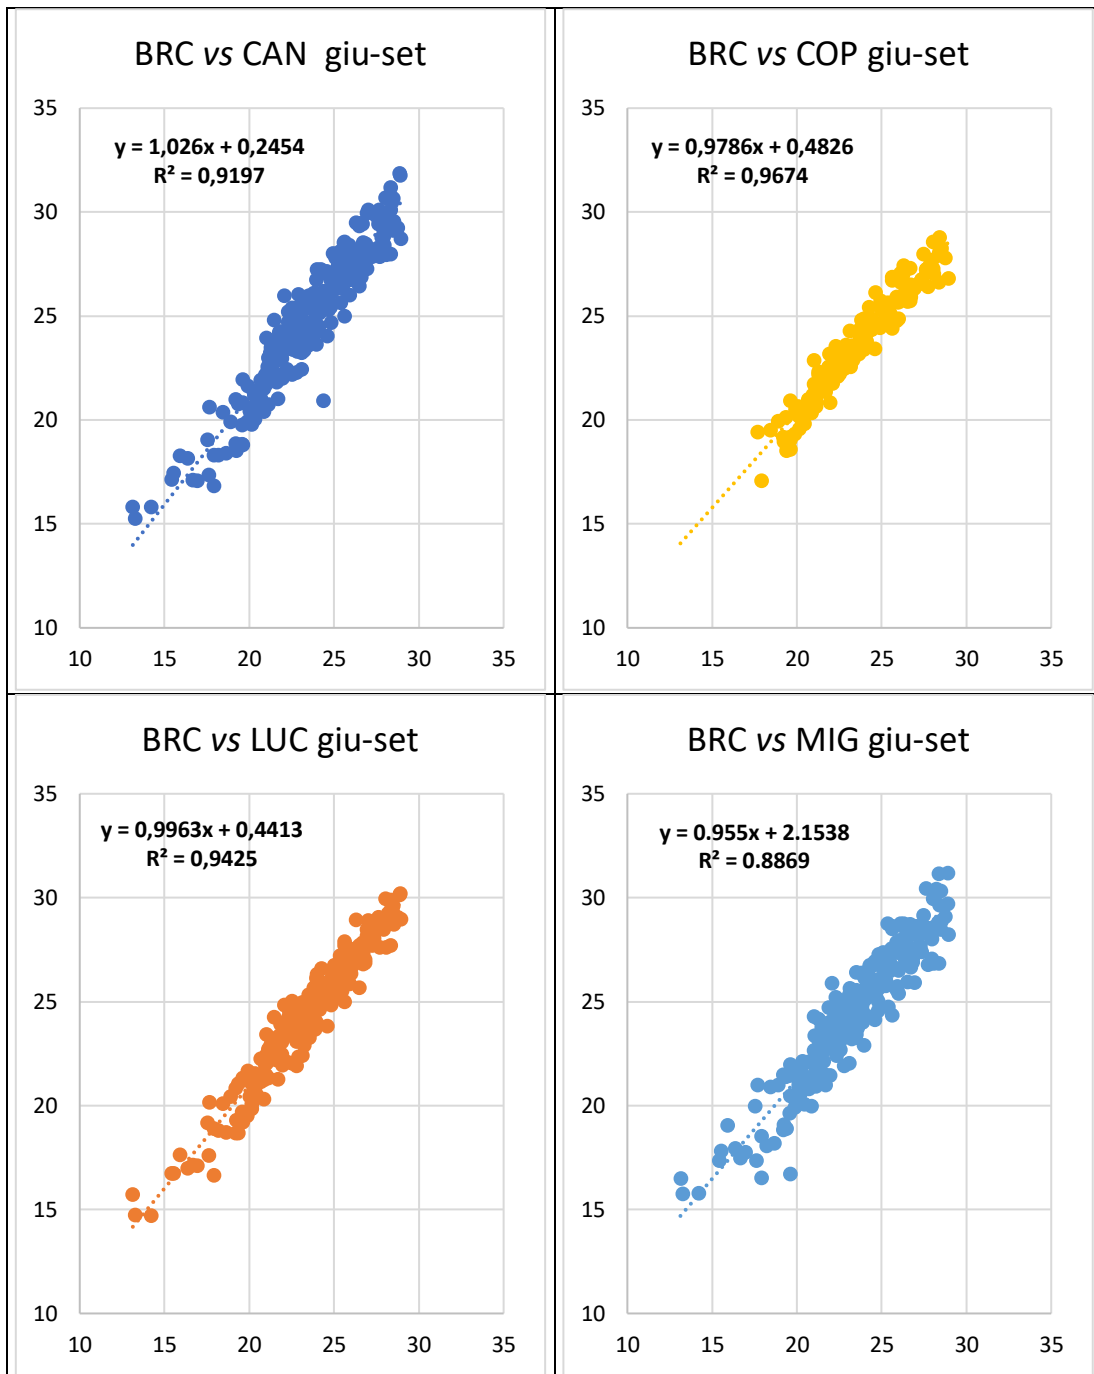 BRC vs CAN  giu-set
35
y = 1,026x + 0,2454
R² = 0,9197
30
25
20
15
10
10 15 20 25 30 35
BRC vs COP giu-set
35
y = 0,9786x + 0,4826
R² = 0,9674
30
25
20
15
10
10 15 20 25 30 35
BRC vs LUC giu-set
35
y = 0,9963x + 0,4413
R² = 0,9425
30
25
20
15
10
10 15 20 25 30 35
BRC vs MIG giu-set
35
y = 0.955x + 2.1538
R² = 0.8869
30
25
20
15
10
10 15 20 25 30 35